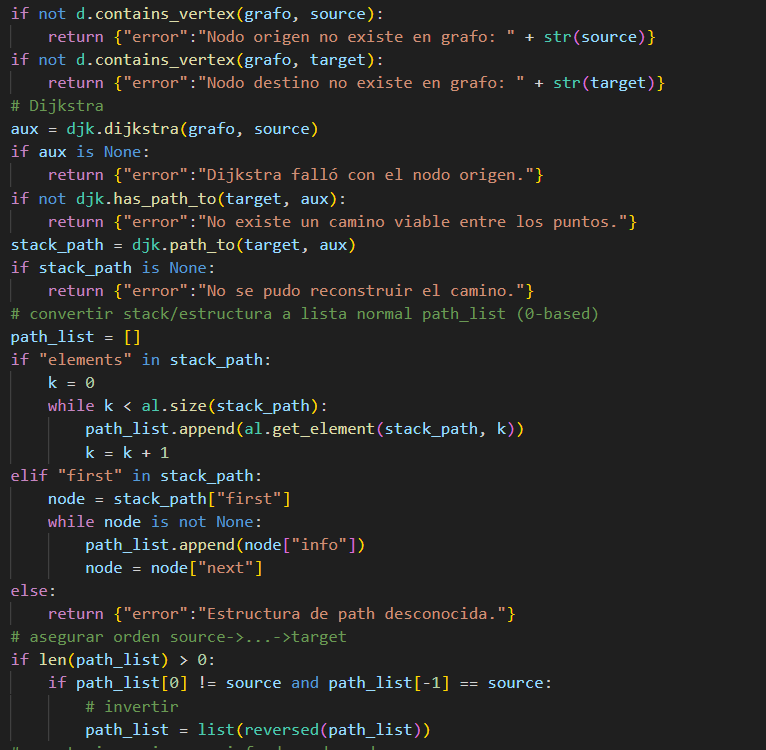 if not d.contains_vertex(grafo, source):
    return {"error":"Nodo origen no existe en grafo: " + str(source)}
if not d.contains_vertex(grafo, target):
    return {"error":"Nodo destino no existe en grafo: " + str(target)}
# Dijkstra
aux = djk.dijkstra(grafo, source)
if aux is None:
    return {"error":"Dijkstra falló con el nodo origen."}
if not djk.has_path_to(target, aux):
    return {"error":"No existe un camino viable entre los puntos."}
stack_path = djk.path_to(target, aux)
if stack_path is None:
    return {"error":"No se pudo reconstruir el camino."}
# convertir stack/estructura a lista normal path_list (0-based)
path_list = []
if "elements" in stack_path:
    k = 0
    while k < al.size(stack_path):
        path_list.append(al.get_element(stack_path, k))
        k = k + 1
elif "first" in stack_path:
    node = stack_path["first"]
    while node is not None:
        path_list.append(node["info"])
        node = node["next"]
else:
    return {"error":"Estructura de path desconocida."}
# asegurar orden source->...->target
if len(path_list) > 0:
    if path_list[0] != source and path_list[-1] == source:
        # invertir
        path_list = list(reversed(path_list))